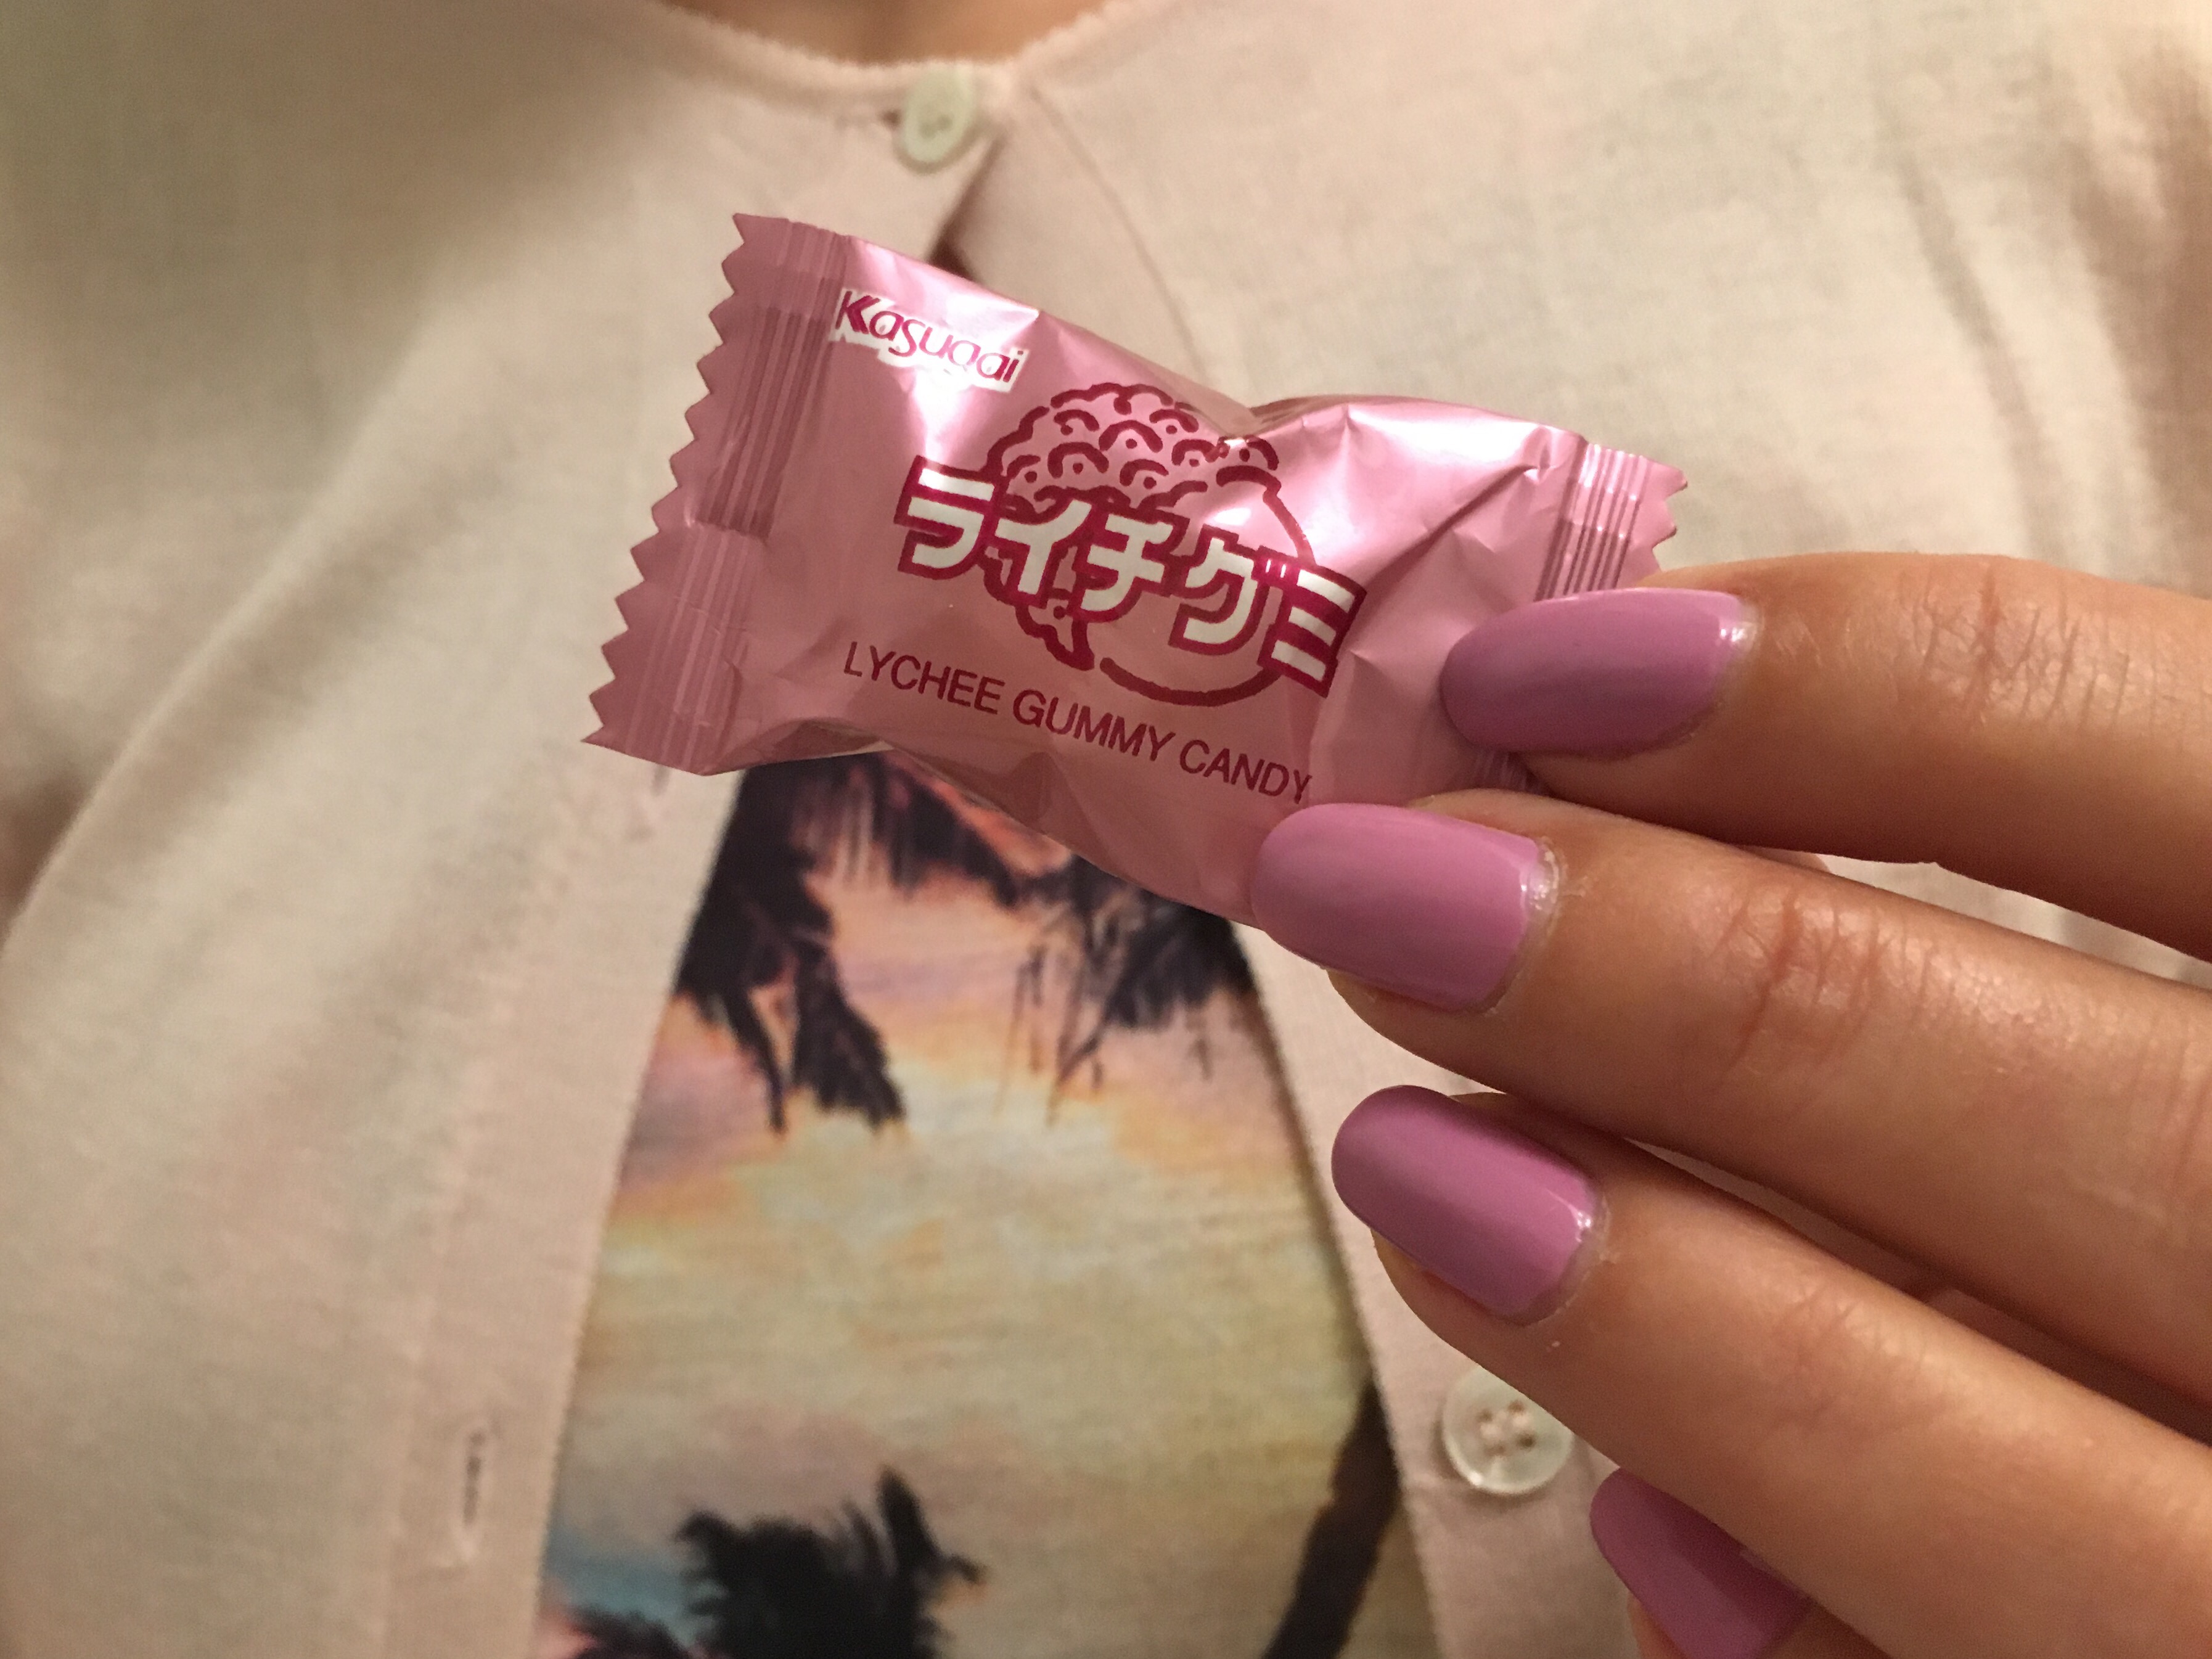 Kasugai
ライチグミ
LYCHEE GUMMY CANDY